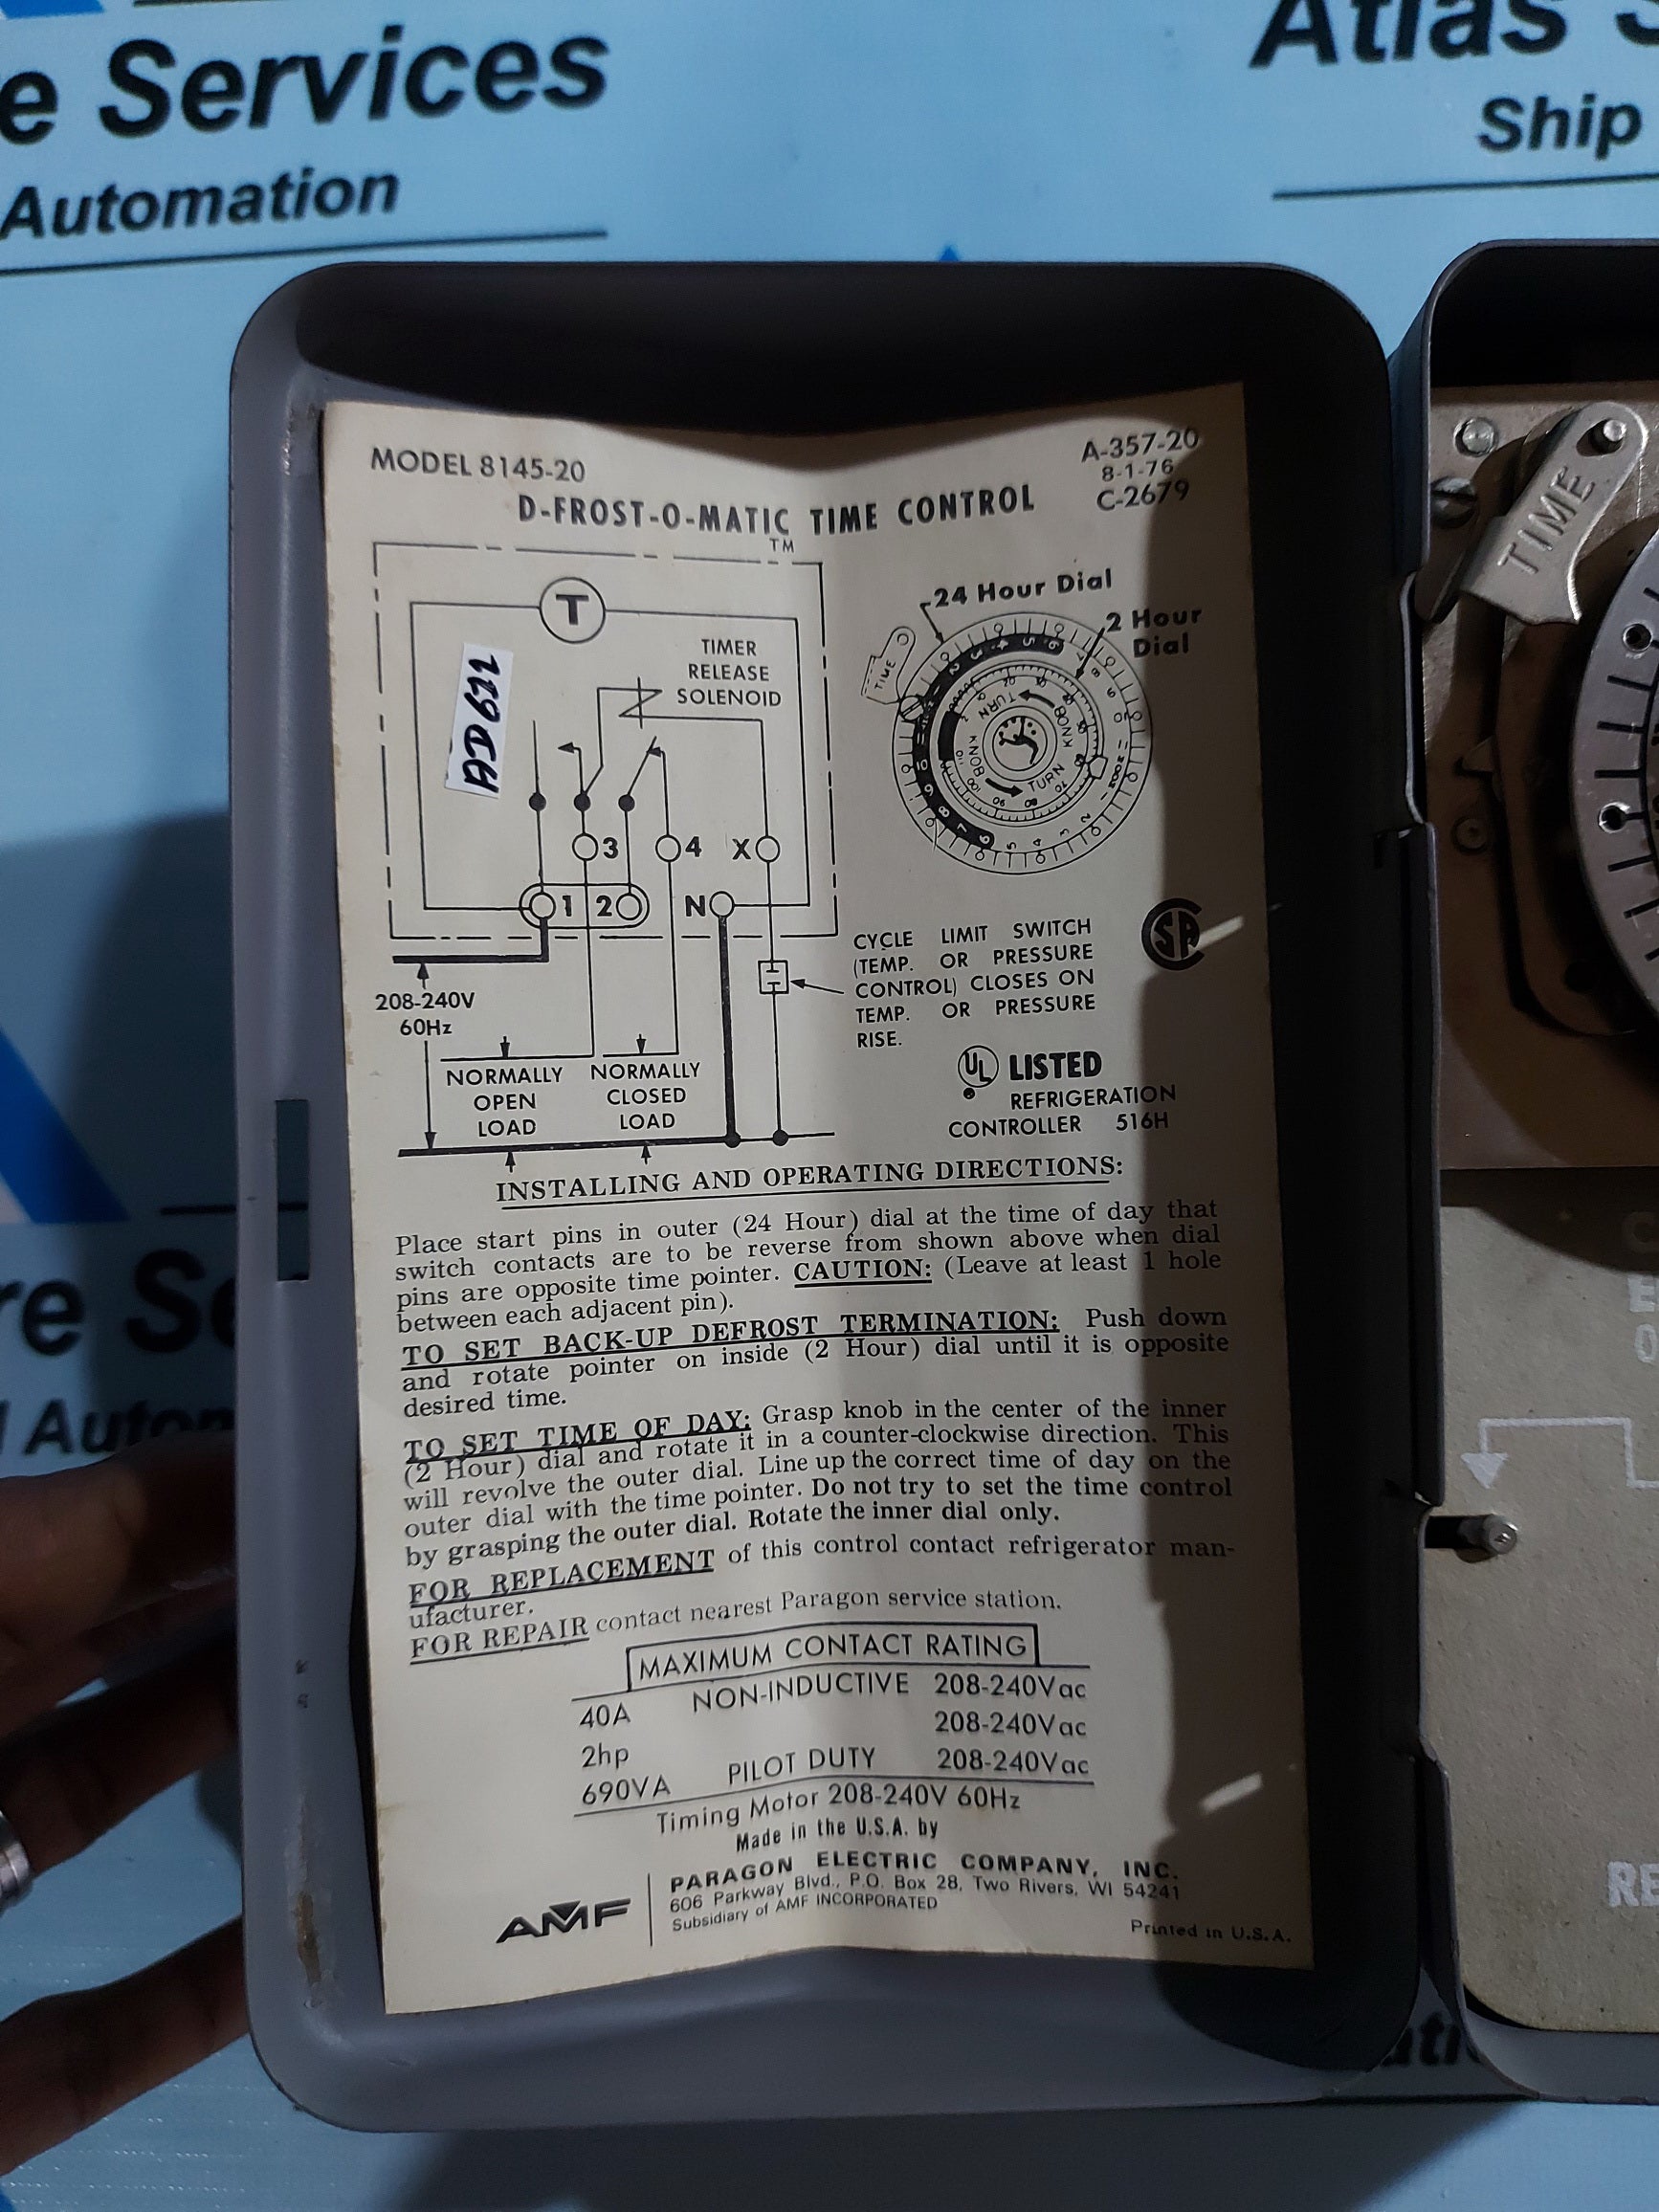 e Services
Automation
Atlas S
Ship
MODEL 8145-20
A-357-20
8-1-76
C-2679
D-FROST-O-MATIC TIME CONTROL
TM
T
TIMER
RELEASE
SOLENOID
24 Hour Dial
2 Hour
Dial
TIME
TURN
KNOB
KNOB
TURN
3
4
X
1
2
N
208-240V
60Hz
NORMALLY
OPEN
LOAD
NORMALLY
CLOSED
LOAD
CYCLE LIMIT SWITCH
(TEMP. OR PRESSURE
CONTROL) CLOSES ON
TEMP. OR PRESSURE
RISE.
SA
UL LISTED
REFRIGERATION
CONTROLLER 516H
INSTALLING AND OPERATING DIRECTIONS:
Place start pins in outer (24 Hour) dial at the time of day that
switch contacts are to be reverse from shown above when dial
pins are opposite time pointer. CAUTION: (Leave at least 1 hole
between each adjacent pin).
TO SET BACK-UP DEFROST TERMINATION: Push down
and rotate pointer on inside (2 Hour) dial until it is opposite
desired time.
TO SET TIME OF DAY: Grasp knob in the center of the inner
(2 Hour) dial and rotate it in a counter-clockwise direction. This
will revolve the outer dial. Line up the correct time of day on the
outer dial with the time pointer. Do not try to set the time control
by grasping the outer dial. Rotate the inner dial only.
FOR REPLACEMENT of this control contact refrigerator man-
ufacturer.
FOR REPAIR contact nearest Paragon service station.
MAXIMUM CONTACT RATING
40A NON-INDUCTIVE 208-240Vac
2hp 208-240Vac
690VA PILOT DUTY 208-240Vac
Timing Motor 208-240V 60Hz
Made in the U.S.A. by
AMF
PARAGON ELECTRIC COMPANY, INC.
606 Parkway Blvd., P.O. Box 28, Two Rivers, WI 54241
Subsidiary of AMF INCORPORATED
Printed in U.S.A.
TIME
re Se
Autom
RE